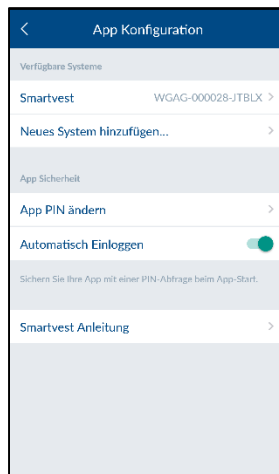 App Konfiguration
Verfügbare Systeme
Smartvest WGAG-000028-JTBLX
Neues System hinzufügen...
App Sicherheit
App PIN ändern
Automatisch Einloggen
Sichern Sie Ihre App mit einer PIN-Abfrage beim App-Start.
Smartvest Anleitung